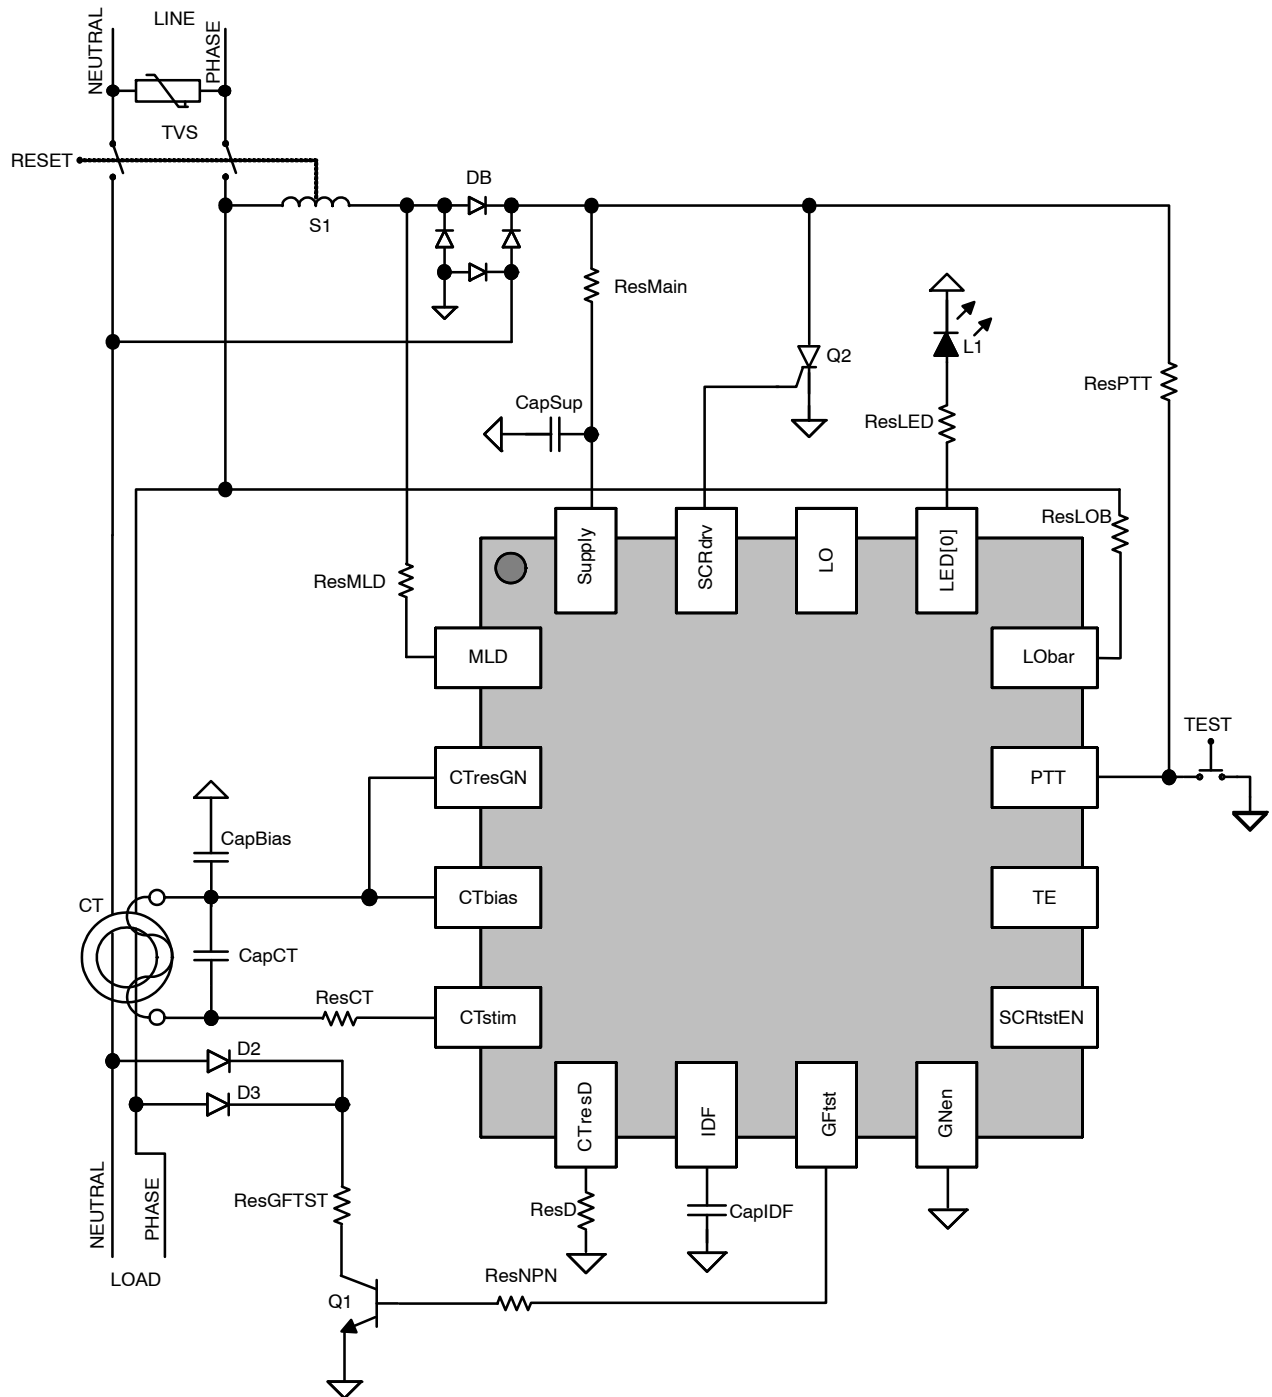 LINE
NEUTRAL
PHASE
TVS
RESET
S1
DB
ResMain
L1
Q2
ResPTT
CapSup
ResLED
ResLOB
ResMLD
Supply
SCRdrv
LO
LED[0]
MLD
LObar
TEST
CTresGN
PTT
CapBias
CT
CTbias
TE
CapCT
ResCT
CTstim
SCRtstEN
D2
D3
CTresD
IDF
GFtst
GNen
NEUTRAL
PHASE
ResGFTST
ResD
CapIDF
LOAD
ResNPN
Q1